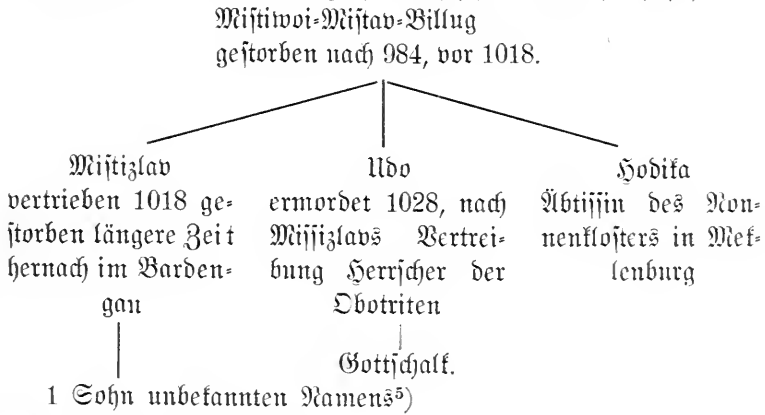 Mistiwoi-Mistav-Billug
gestorben nach 984, vor 1018.
Mistizlav
vertrieben 1018 ge-
storben längere Zeit
hernach im Barden-
gau
1 Sohn unbekannten Namens⁵)
Udo
ermordet 1028, nach
Missizlavs Vertrei-
bung Herrscher der
Obotriten
Gottschalk.
Hodika
Äbtissin des Non-
nenklosters in Mek-
lenburg